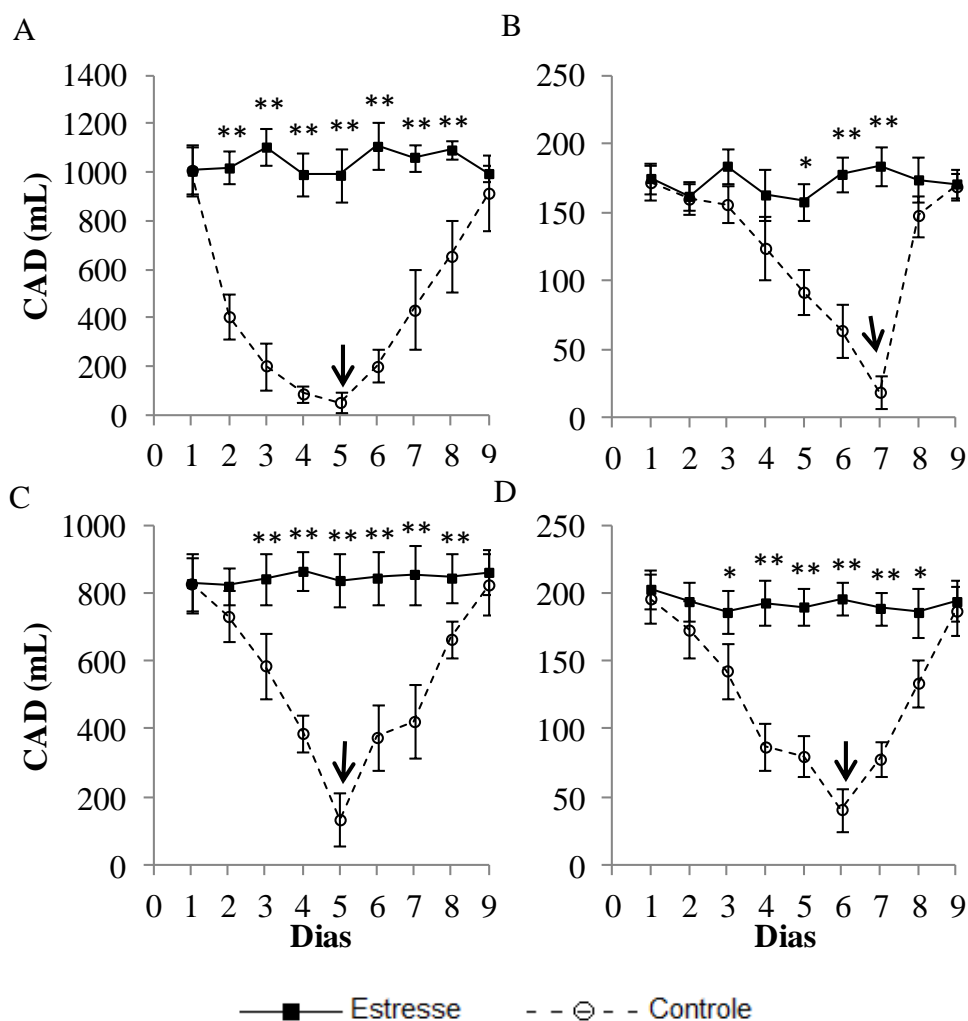 A
CAD (mL)
1400
1200
1000
800
600
400
200
0
** ** ** ** ** ** **
0 1 2 3 4 5 6 7 8 9
B
250
200
150
100
50
0
* ** **
0 1 2 3 4 5 6 7 8 9
C
CAD (mL)
1000
800
600
400
200
0
** ** ** ** ** **
0 1 2 3 4 5 6 7 8 9
Dias
D
250
200
150
100
50
0
* ** ** ** ** *
0 1 2 3 4 5 6 7 8 9
Dias
Estresse Controle